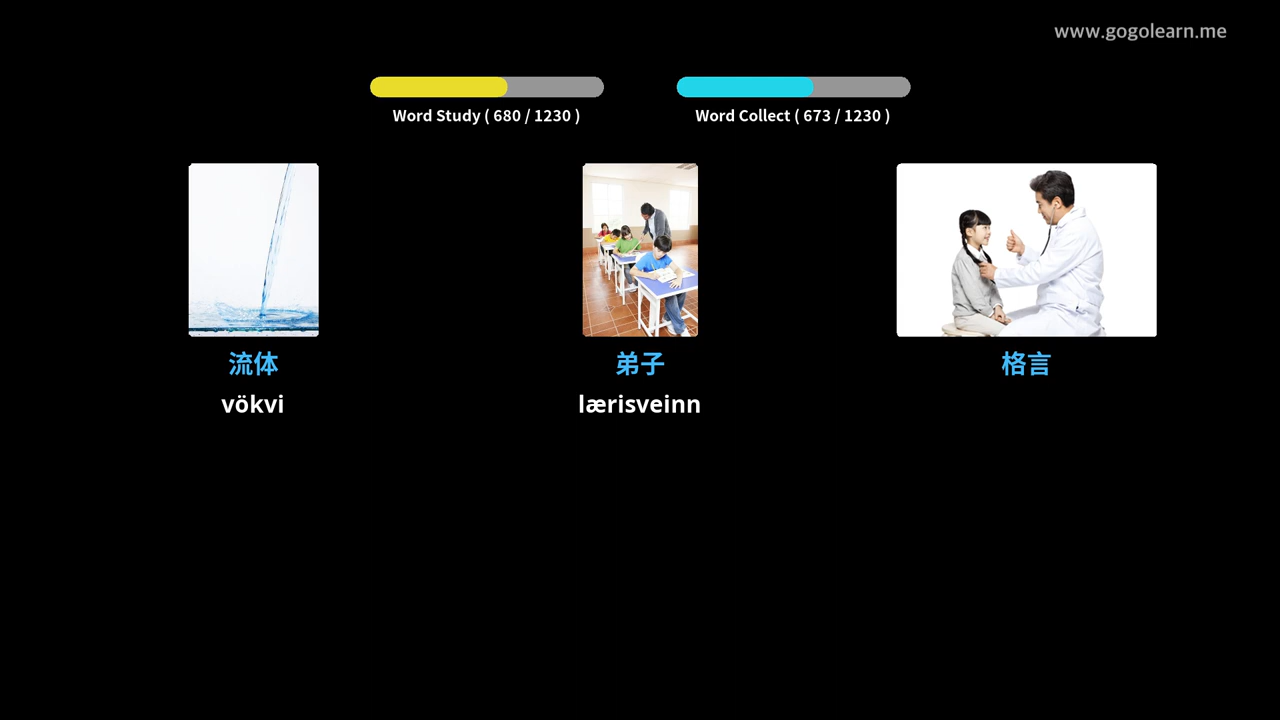 www.gogolearn.me
Word Study ( 680 / 1230 )
Word Collect ( 673 / 1230 )
流体
弟子
格言
vökvi
lærisveinn